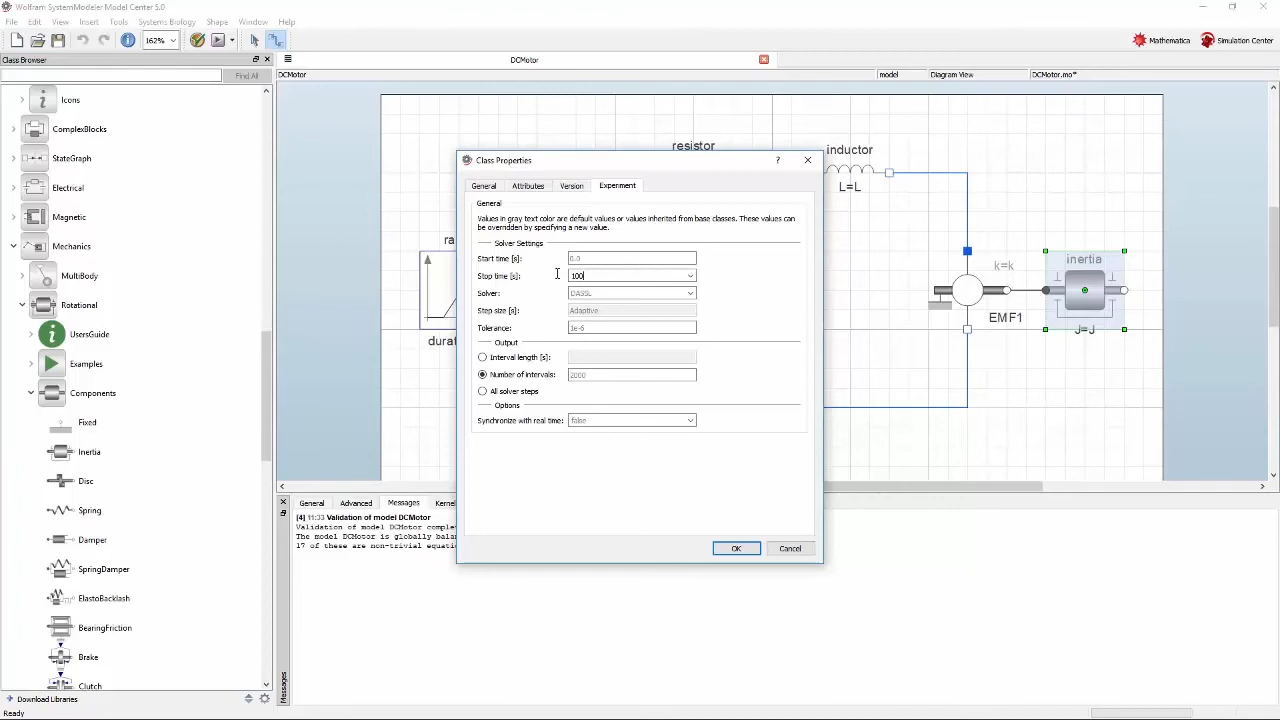 Wolfram SystemModeler Model Center 5.0
File Edit View Insert Tools Systems Biology Shape Window Help
162%
Mathematica
Simulation Center
Class Browser
Find All
Icons
ComplexBlocks
StateGraph
Electrical
Magnetic
Mechanics
MultiBody
Rotational
UsersGuide
Examples
Components
Fixed
Inertia
Disc
Spring
Damper
SpringDamper
ElastoBacklash
BearingFriction
Brake
Clutch
Download Libraries
Ready
DCMotor
DCMotor
model
Diagram View
DCMotor.mo*
resistor
inductor
L=L
ra
durat
k=k
EMF1
inertia
J=J
Class Properties
? ×
General Attributes Version Experiment
General
Values in gray text color are default values or values inherited from base classes. These values can
be overridden by specifying a new value.
Solver Settings
Start time [s]: 0.0
Stop time [s]: 100
Solver: DASSL
Step size [s]: Adaptive
Tolerance: 1e-6
Output
Interval length [s]:
Number of intervals: 2000
All solver steps
Options
Synchronize with real time: false
OK
Cancel
General Advanced Messages Kernel
[4] 11:33 Validation of model DCMotor
Validation of model DCMotor complet
The model DCMotor is globally balan
17 of these are non-trivial equatio
Messages